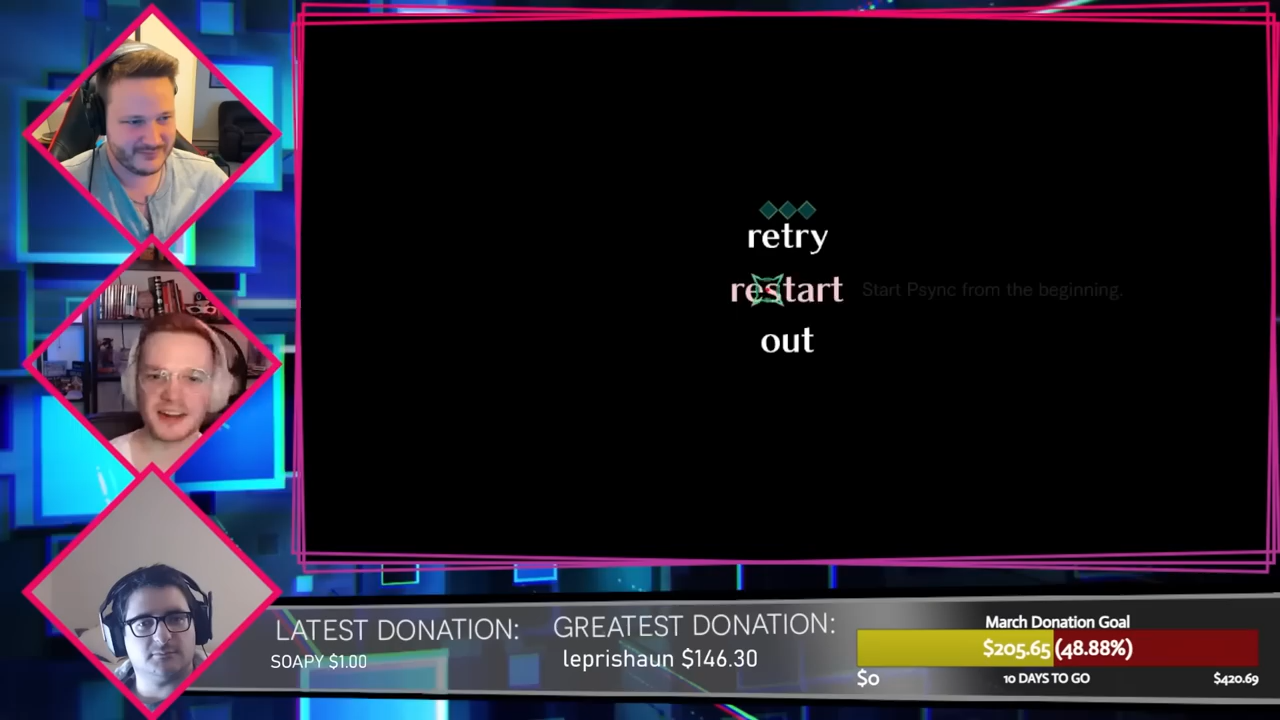 retry
restart
Start Psync from the beginning.
out
LATEST DONATION:
SOAPY $1.00
GREATEST DONATION:
leprishaun $146.30
March Donation Goal
$205.65 (48.88%)
$0
10 DAYS TO GO
$420.69